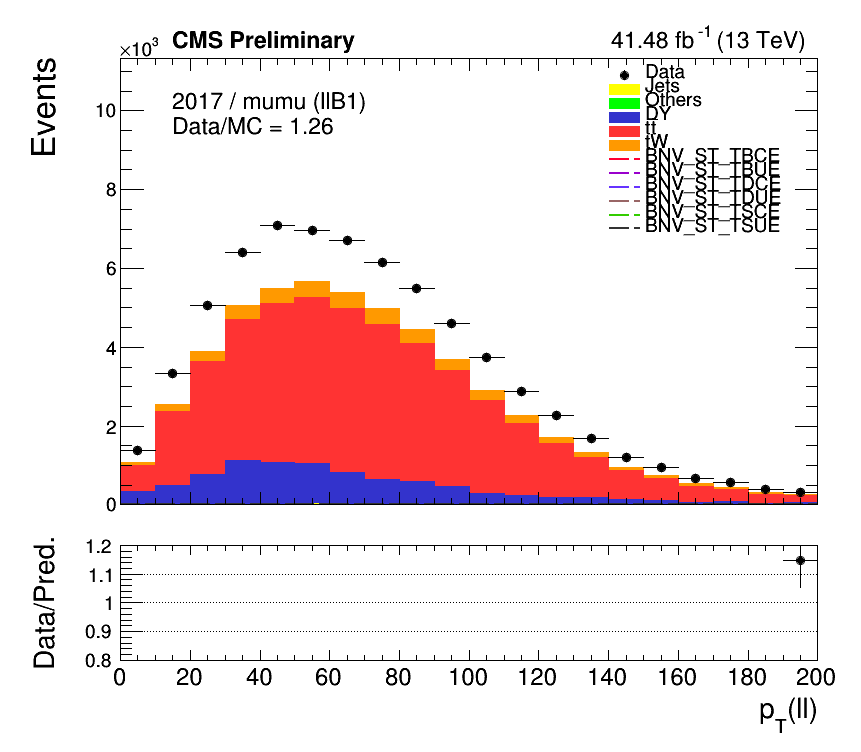 ×10³ CMS Preliminary 41.48 fb⁻¹ (13 TeV)
Events
2017 / mumu (llB1)
Data/MC = 1.26
Data
Jets
Others
DY
tt
tW
BNV_ST_TBCE
BNV_ST_TBUE
BNV_ST_TDCE
BNV_ST_TDUE
BNV_ST_TSCE
BNV_ST_TSUE
10
8
6
4
2
0
Data/Pred.
1.2
1.1
1
0.9
0.8
0 20 40 60 80 100 120 140 160 180 200
p_T(ll)